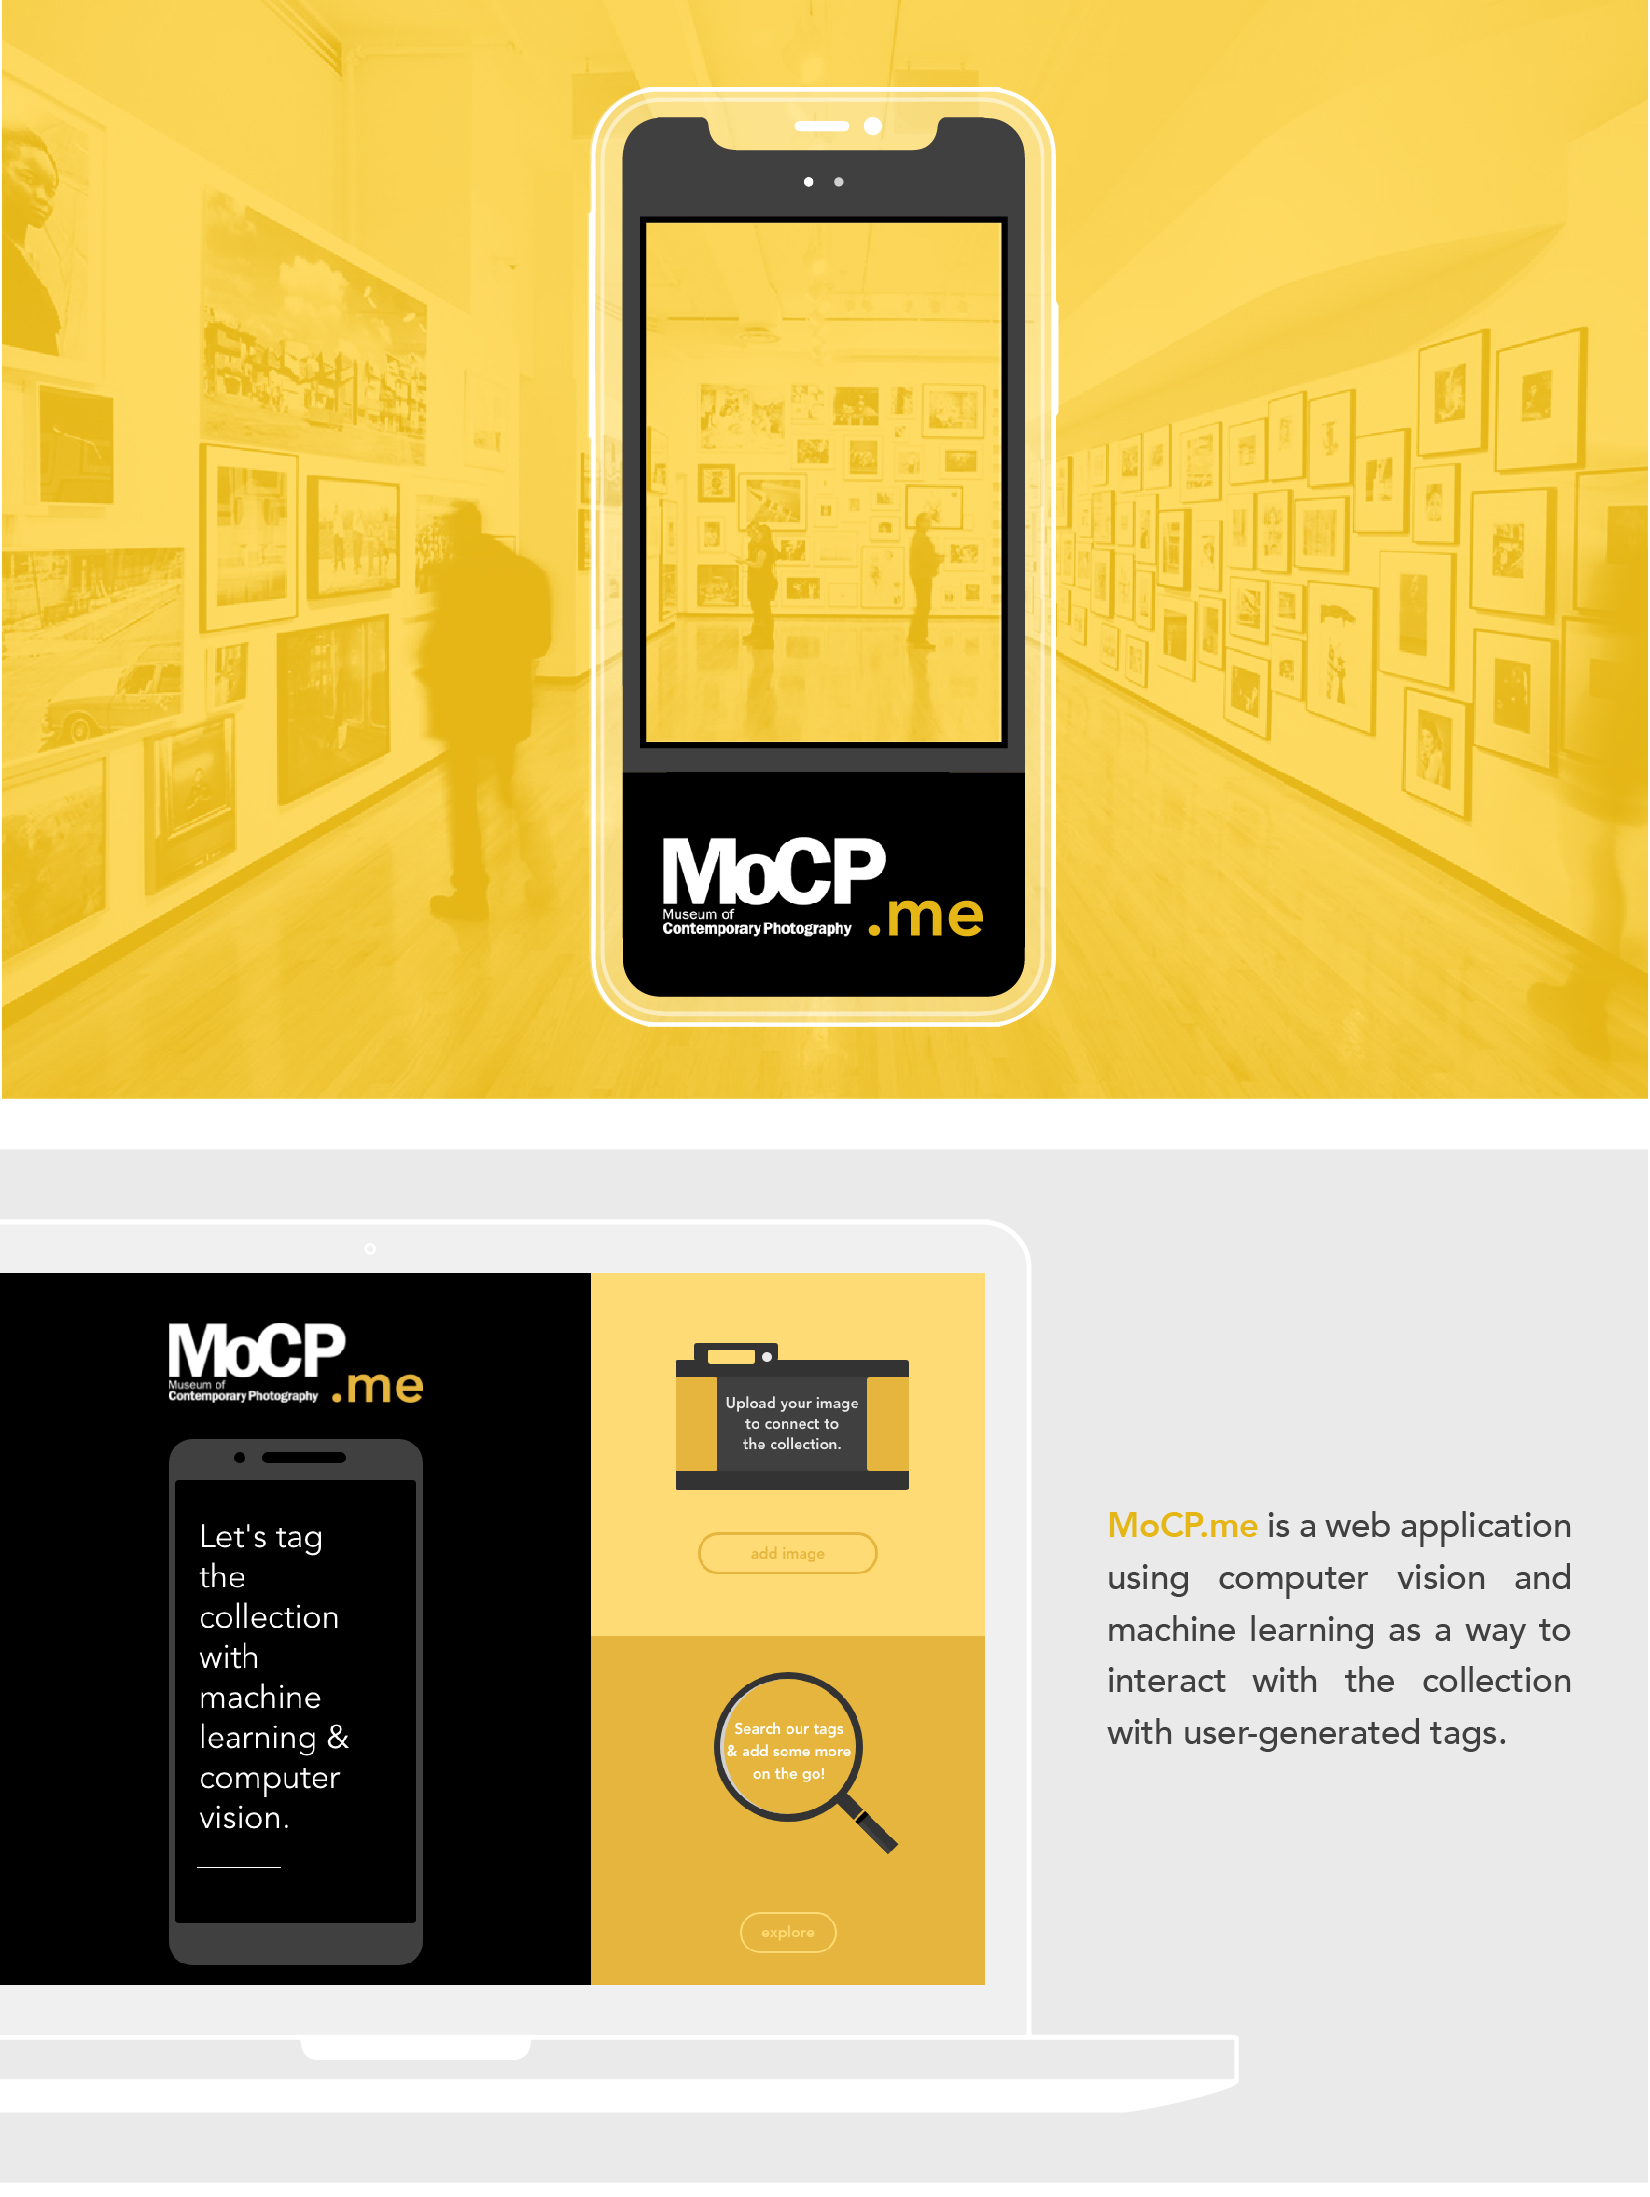 MoCP
Museum of
Contemporary Photography .me
MoCP
Museum of
Contemporary Photography .me
Let's tag
the
collection
with
machine
learning &
computer
vision.
Upload your image
to connect to
the collection.
add image
Search our tags
& add some more
on the go!
explore
MoCP.me is a web application
using computer vision and
machine learning as a way to
interact with the collection
with user-generated tags.